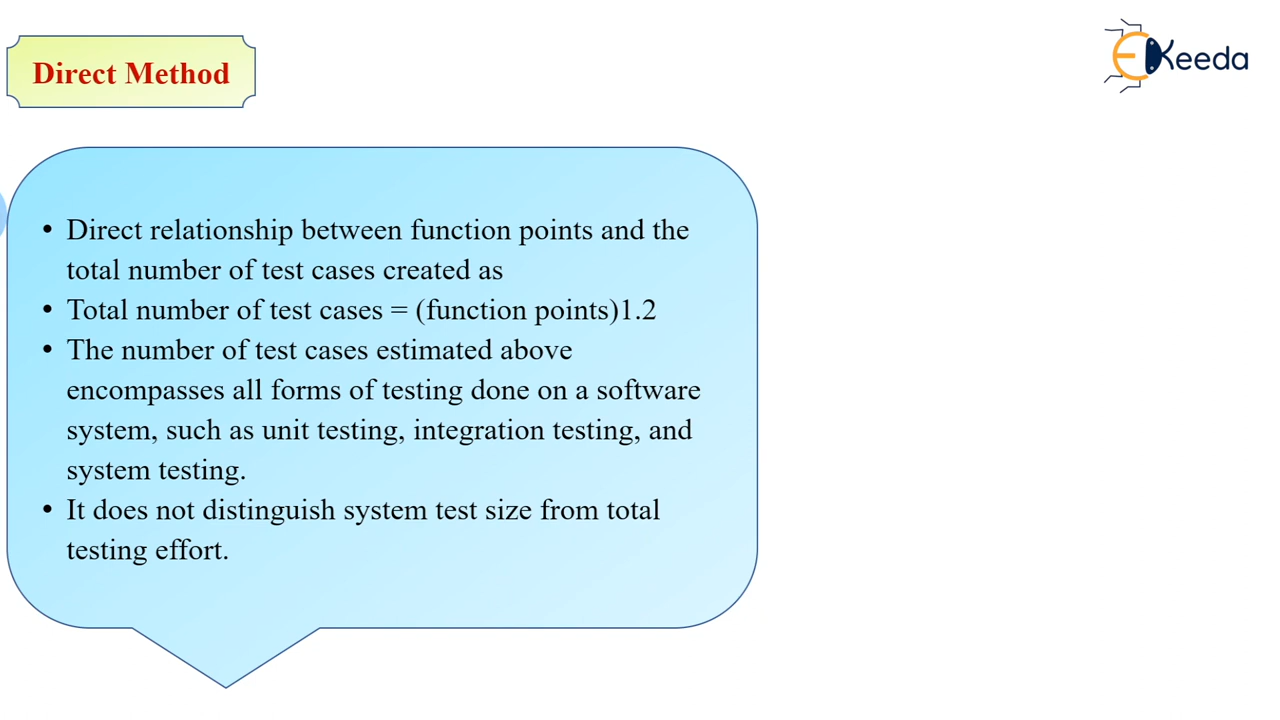 Direct Method
EKeeda
• Direct relationship between function points and the
total number of test cases created as
• Total number of test cases = (function points)1.2
• The number of test cases estimated above
encompasses all forms of testing done on a software
system, such as unit testing, integration testing, and
system testing.
• It does not distinguish system test size from total
testing effort.